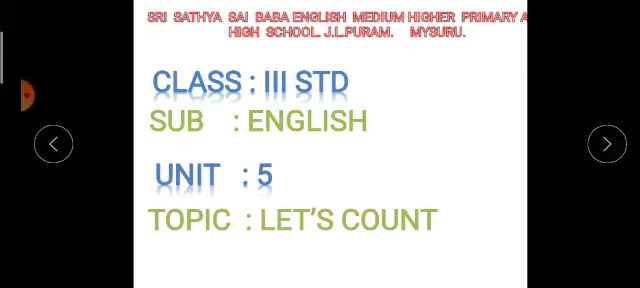 SRI SATHYA SAI BABA ENGLISH MEDIUM HIGHER PRIMARY A
HIGH SCHOOL. J.L.PURAM. MYSURU.
CLASS : III STD
SUB : ENGLISH
UNIT : 5
TOPIC : LET'S COUNT